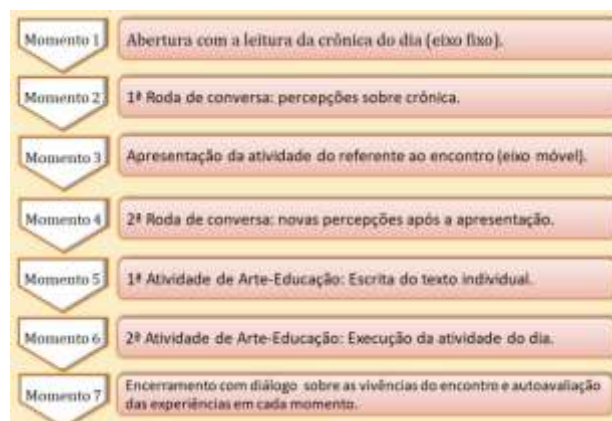 Momento 1
Abertura com a leitura da crônica do dia (eixo fixo).
Momento 2
1ª Roda de conversa: percepções sobre crônica.
Momento 3
Apresentação da atividade do referente ao encontro (eixo móvel).
Momento 4
2ª Roda de conversa: novas percepções após a apresentação.
Momento 5
1ª Atividade de Arte-Educação: Escrita do texto individual.
Momento 6
2ª Atividade de Arte-Educação: Execução da atividade do dia.
Momento 7
Encerramento com diálogo sobre as vivências do encontro e autoavaliação
das experiências em cada momento.